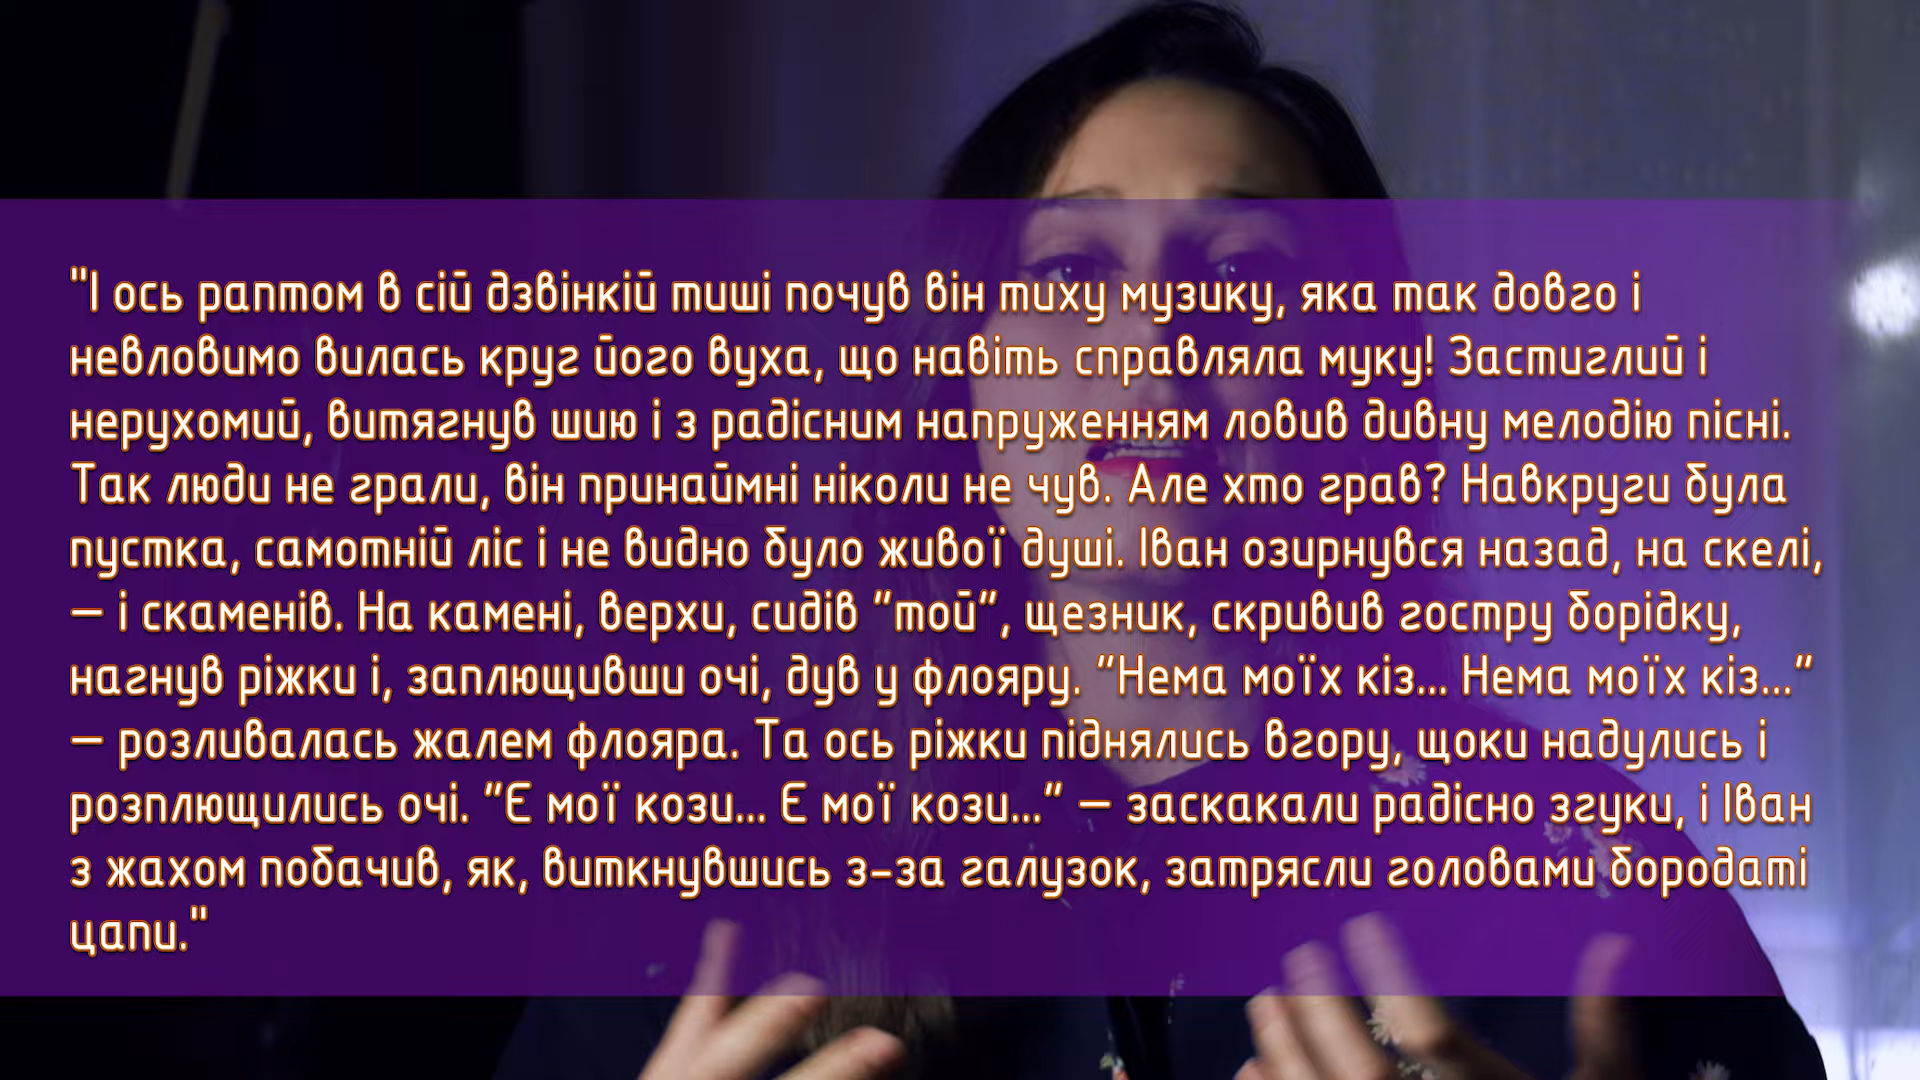 "І ось раптом в сій дзвінкій тиші почув він тиху музику, яка так довго і
невловимо вилась круг його вуха, що навіть справляла муку! Застиглий і
нерухомий, витягнув шию і з радісним напруженням ловив дивну мелодію пісні.
Так люди не грали, він принаймні ніколи не чув. Але хто грав? Навкруги була
пустка, самотній ліс і не видно було живої душі. Іван озирнувся назад, на скелі,
— і скаменів. На камені, верхи, сидів “той”, щезник, скривив гостру борідку,
нагнув ріжки і, заплющивши очі, дув у флояру. “Нема моїх кіз... Нема моїх кіз...”
— розливалась жалем флояра. Та ось ріжки піднялись вгору, щоки надулись і
розплющились очі. “Є мої кози... Є мої кози...” — заскакали радісно згуки, і Іван
з жахом побачив, як, виткнувшись з-за галузок, затрясли головами бородаті
цапи."